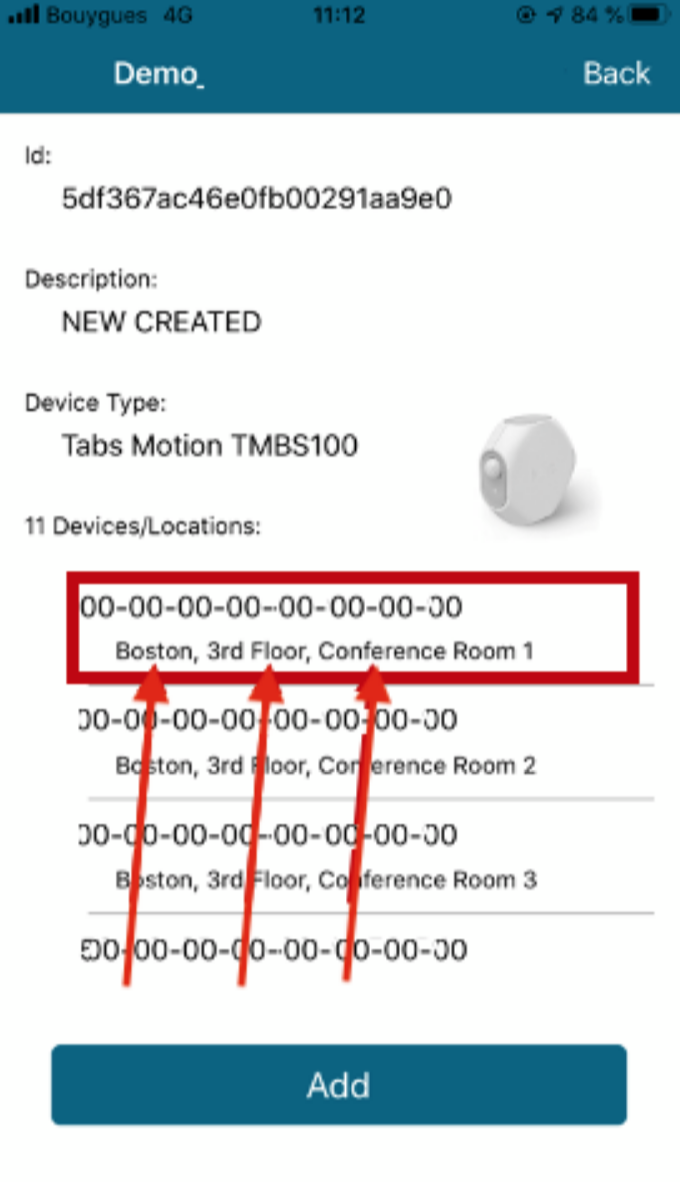 Bouygues 4G 11:12 84 %
Demo_ Back
Id:
5df367ac46e0fb00291aa9e0
Description:
NEW CREATED
Device Type:
Tabs Motion TMBS100
11 Devices/Locations:
00-00-00-00-00-00-00-00
Boston, 3rd Floor, Conference Room 1
00-00-00-00-00-00-00-00
Boston, 3rd Floor, Conference Room 2
00-00-00-00-00-00-00-00
Boston, 3rd Floor, Conference Room 3
00-00-00-00-00-00-00
Add